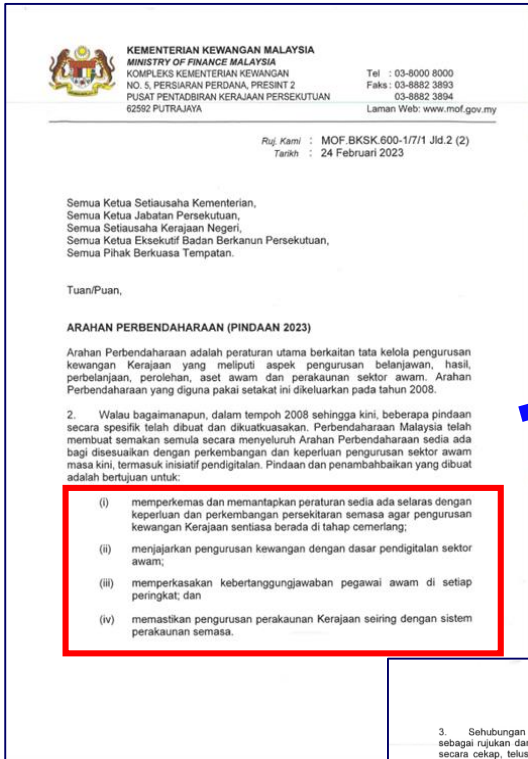 KEMENTERIAN KEWANGAN MALAYSIA
MINISTRY OF FINANCE MALAYSIA
KOMPLEKS KEMENTERIAN KEWANGAN
NO. 5, PERSIARAN PERDANA, PRESINT 2
PUSAT PENTADBIRAN KERAJAAN PERSEKUTUAN
62592 PUTRAJAYA
Tel : 03-8000 8000
Faks : 03-8882 3893
03-8882 3894
Laman Web: www.mof.gov.my
Ruj. Kami : MOF.BKSK.600-1/7/1 Jld.2 (2)
Tarikh : 24 Februari 2023
Semua Ketua Setiausaha Kementerian,
Semua Ketua Jabatan Persekutuan,
Semua Setiausaha Kerajaan Negeri,
Semua Ketua Eksekutif Badan Berkanun Persekutuan,
Semua Pihak Berkuasa Tempatan.
Tuan/Puan,
ARAHAN PERBENDAHARAAN (PINDAAN 2023)
Arahan Perbendaharaan adalah peraturan utama berkaitan tata kelola pengurusan
kewangan Kerajaan yang meliputi aspek pengurusan belanjawan, hasil,
perbelanjaan, perolehan, aset awam dan perakaunan sektor awam. Arahan
Perbendaharaan yang diguna pakai setakat ini dikeluarkan pada tahun 2008.
2. Walau bagaimanapun, dalam tempoh 2008 sehingga kini, beberapa pindaan
secara spesifik telah dibuat dan dikuatkuasakan. Perbendaharaan Malaysia telah
membuat semakan semula secara menyeluruh Arahan Perbendaharaan sedia ada
bagi disesuaikan dengan perkembangan dan keperluan pengurusan sektor awam
masa kini, termasuk inisiatif pendigitalan. Pindaan dan penambahbaikan yang dibuat
adalah bertujuan untuk:
(i) memperkemas dan memantapkan peraturan sedia ada selaras dengan
keperluan dan perkembangan persekitaran semasa agar pengurusan
kewangan Kerajaan sentiasa berada di tahap cemerlang;
(ii) menjajarkan pengurusan kewangan dengan dasar pendigitalan sektor
awam;
(iii) memperkasakan kebertanggungjawaban pegawai awam di setiap
peringkat; dan
(iv) memastikan pengurusan perakaunan Kerajaan seiring dengan sistem
perakaunan semasa.
3. Sehubungan
sebagai rujukan
secara cekap,